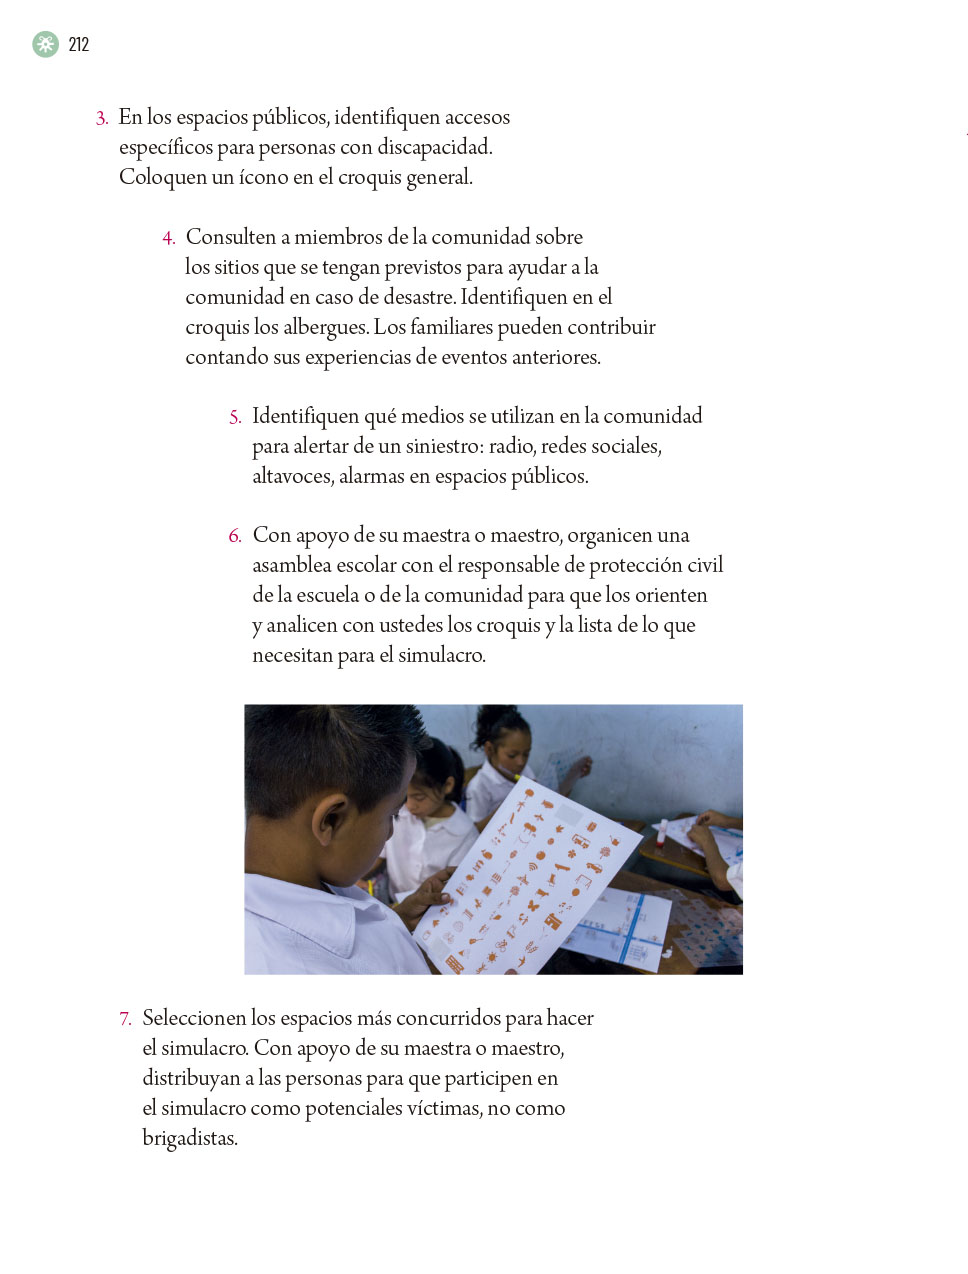 212
3. En los espacios públicos, identifiquen accesos
específicos para personas con discapacidad.
Coloquen un ícono en el croquis general.
4. Consulten a miembros de la comunidad sobre
los sitios que se tengan previstos para ayudar a la
comunidad en caso de desastre. Identifiquen en el
croquis los albergues. Los familiares pueden contribuir
contando sus experiencias de eventos anteriores.
5. Identifiquen qué medios se utilizan en la comunidad
para alertar de un siniestro: radio, redes sociales,
altavoces, alarmas en espacios públicos.
6. Con apoyo de su maestra o maestro, organicen una
asamblea escolar con el responsable de protección civil
de la escuela o de la comunidad para que los orienten
y analicen con ustedes los croquis y la lista de lo que
necesitan para el simulacro.
7. Seleccionen los espacios más concurridos para hacer
el simulacro. Con apoyo de su maestra o maestro,
distribuyan a las personas para que participen en
el simulacro como potenciales víctimas, no como
brigadistas.